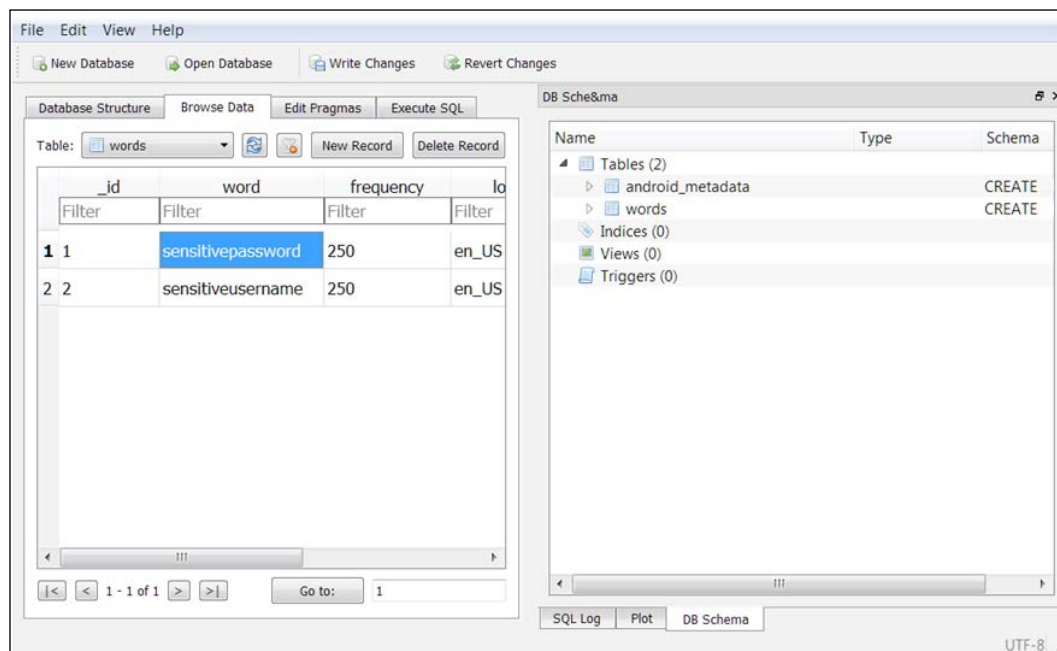 File Edit View Help
New Database Open Database Write Changes Revert Changes
Database Structure Browse Data Edit Pragmas Execute SQL
Table: words New Record Delete Record
_id word frequency lo
Filter Filter Filter Filter
1 1 sensitivepassword 250 en_US
2 2 sensitiveusername 250 en_US
|< < 1 - 1 of 1 > >| Go to: 1
DB Sche&ma
Name Type Schema
Tables (2)
android_metadata CREATE
words CREATE
Indices (0)
Views (0)
Triggers (0)
SQL Log Plot DB Schema
UTF-8